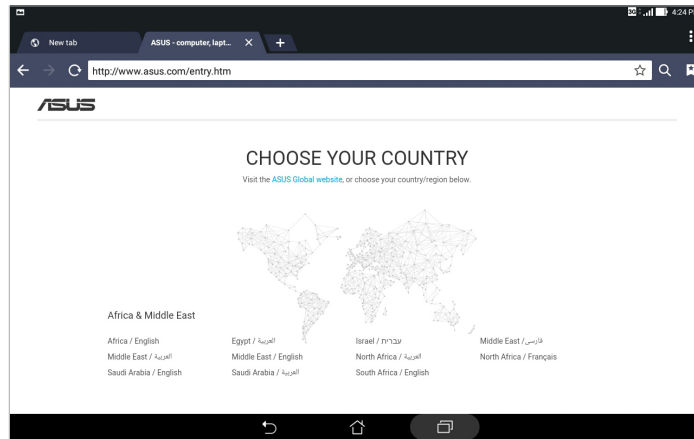 3G 4:24 P
New tab
ASUS - computer, lapt...
http://www.asus.com/entry.htm
ASUS
CHOOSE YOUR COUNTRY
Visit the ASUS Global website, or choose your country/region below.
Africa & Middle East
Africa / English
Egypt / العربية
Israel / עברית
Middle East / فارسی
Middle East / العربية
Middle East / English
North Africa / العربية
North Africa / Français
Saudi Arabia / English
Saudi Arabia / العربية
South Africa / English